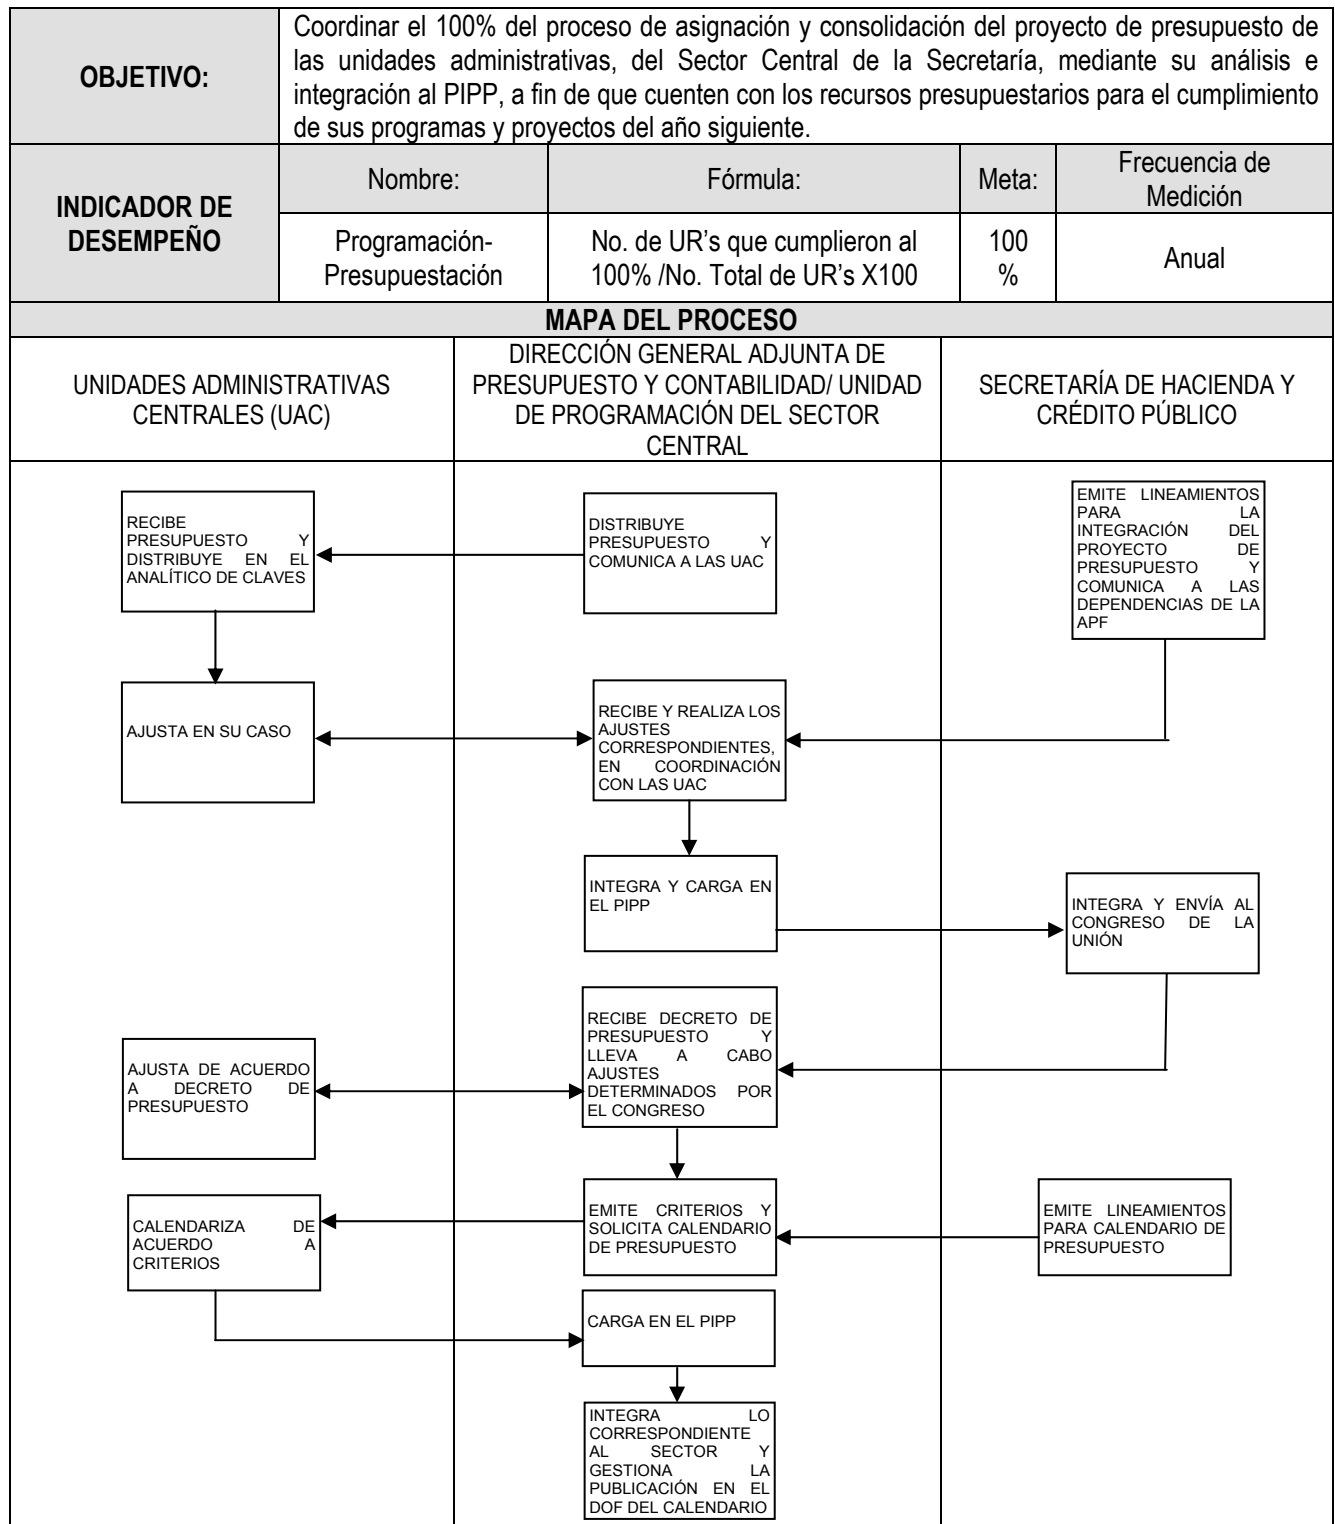 OBJETIVO:
Coordinar el 100% del proceso de asignación y consolidación del proyecto de presupuesto de
las unidades administrativas, del Sector Central de la Secretaría, mediante su análisis e
integración al PIPP, a fin de que cuenten con los recursos presupuestarios para el cumplimiento
de sus programas y proyectos del año siguiente.
INDICADOR DE
DESEMPEÑO
Nombre:
Fórmula:
Meta:
Frecuencia de
Medición
Programación-
Presupuestación
No. de UR's que cumplieron al
100% /No. Total de UR's X100
100
%
Anual
MAPA DEL PROCESO
UNIDADES ADMINISTRATIVAS
CENTRALES (UAC)
DIRECCIÓN GENERAL ADJUNTA DE
PRESUPUESTO Y CONTABILIDAD/ UNIDAD
DE PROGRAMACIÓN DEL SECTOR
CENTRAL
SECRETARÍA DE HACIENDA Y
CRÉDITO PÚBLICO
RECIBE
PRESUPUESTO Y
DISTRIBUYE EN EL
ANALÍTICO DE CLAVES
DISTRIBUYE
PRESUPUESTO Y
COMUNICA A LAS UAC
EMITE LINEAMIENTOS
PARA LA
INTEGRACIÓN DEL
PROYECTO DE
PRESUPUESTO Y
COMUNICA A LAS
DEPENDENCIAS DE LA
APF
AJUSTA EN SU CASO
RECIBE Y REALIZA LOS
AJUSTES
CORRESPONDIENTES,
EN COORDINACIÓN
CON LAS UAC
INTEGRA Y CARGA EN
EL PIPP
INTEGRA Y ENVÍA AL
CONGRESO DE LA
UNIÓN
AJUSTA DE ACUERDO
A DECRETO DE
PRESUPUESTO
RECIBE DECRETO DE
PRESUPUESTO Y
LLEVA A CABO
AJUSTES
DETERMINADOS POR
EL CONGRESO
CALENDARIZA DE
ACUERDO A
CRITERIOS
EMITE CRITERIOS Y
SOLICITA CALENDARIO
DE PRESUPUESTO
EMITE LINEAMIENTOS
PARA CALENDARIO DE
PRESUPUESTO
CARGA EN EL PIPP
INTEGRA LO
CORRESPONDIENTE
AL SECTOR Y
GESTIONA LA
PUBLICACIÓN EN EL
DOF DEL CALENDARIO